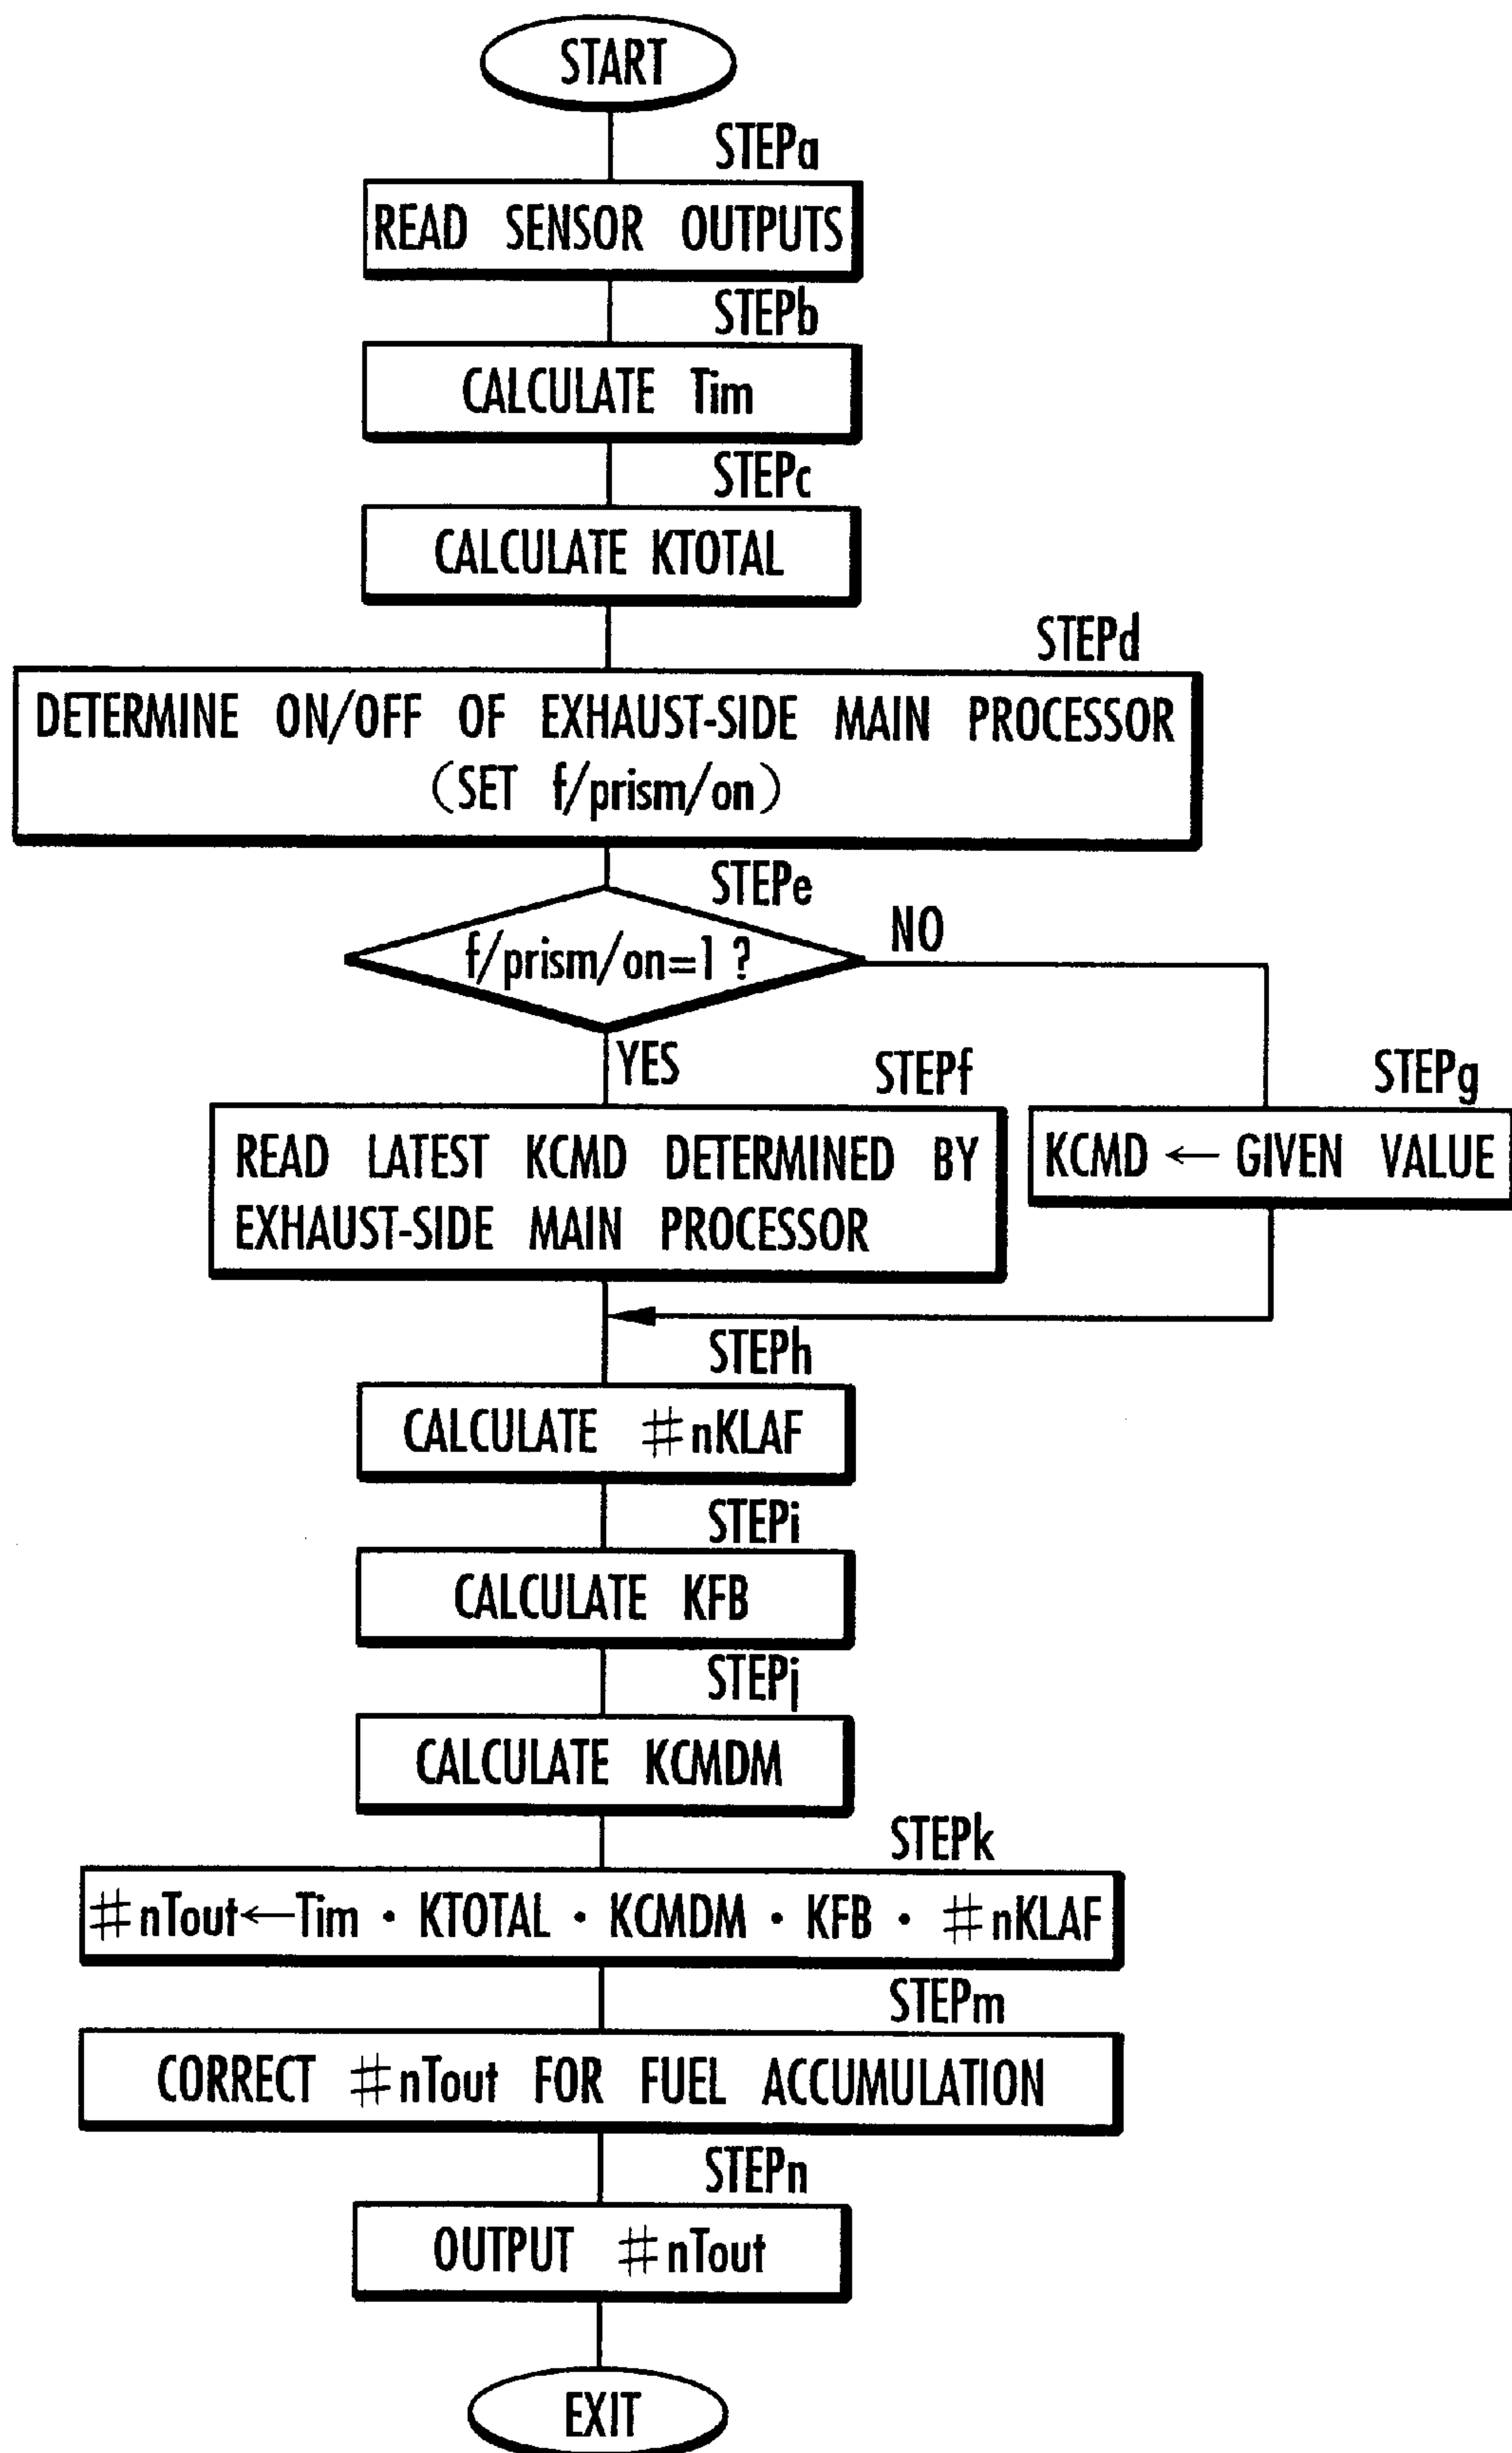 START
STEPa
READ SENSOR OUTPUTS
STEPb
CALCULATE Tim
STEPc
CALCULATE KTOTAL
STEPd
DETERMINE ON/OFF OF EXHAUST-SIDE MAIN PROCESSOR
(SET f/prism/on)
STEPe
f/prism/on=1 ?
NO
YES
STEPf
READ LATEST KCMD DETERMINED BY
EXHAUST-SIDE MAIN PROCESSOR
STEPg
KCMD ← GIVEN VALUE
STEPh
CALCULATE #nKLAF
STEPi
CALCULATE KFB
STEPj
CALCULATE KCMDM
STEPk
#nTout←Tim · KTOTAL · KCMDM · KFB · #nKLAF
STEPm
CORRECT #nTout FOR FUEL ACCUMULATION
STEPn
OUTPUT #nTout
EXIT